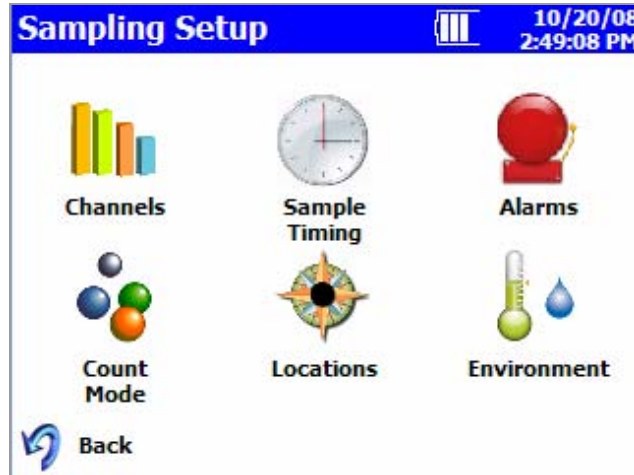 Sampling Setup
10/20/08
2:49:08 PM
Channels
Sample
Timing
Alarms
Count
Mode
Locations
Environment
Back